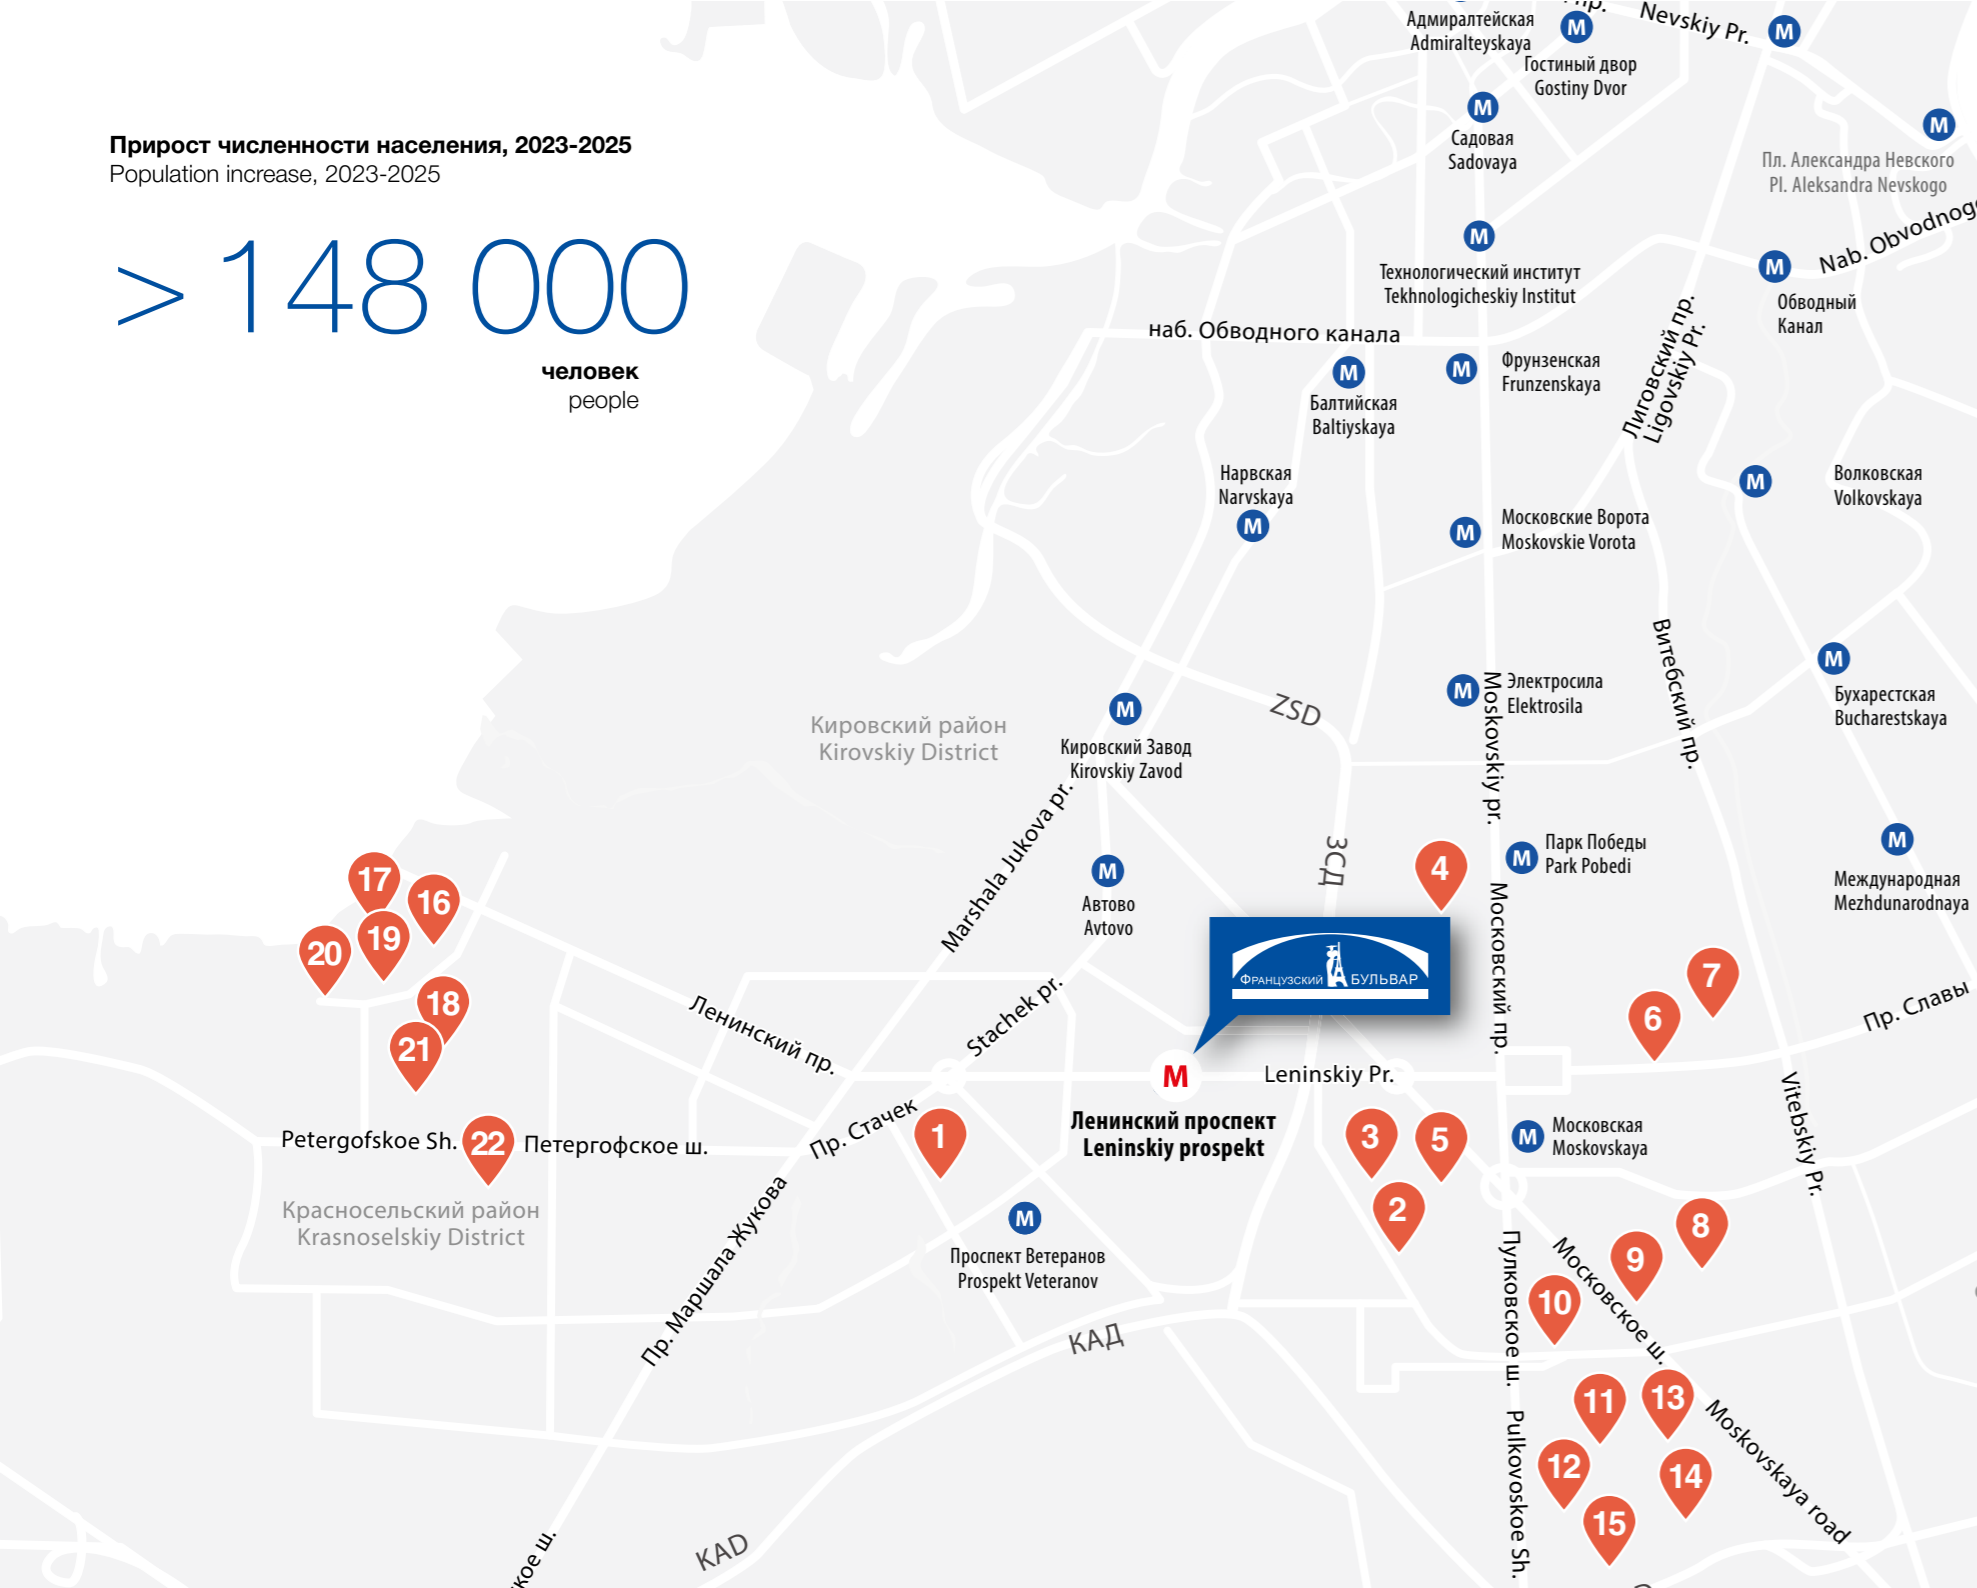 Прирост численности населения, 2023-2025
Population increase, 2023-2025
> 148 000
человек
people
Адмиралтейская
Admiralteyskaya
пр.
Nevskiy Pr.
M
M
Гостиный двор
Gostiny Dvor
M
Садовая
Sadovaya
M
Пл. Александра Невского
Pl. Aleksandra Nevskogo
M
Технологический институт
Tekhnologicheskiy Institut
Nab. Obvodnog
M
Обводный
Канал
наб. Обводного канала
Лиговский пр.
Ligovskiy Pr.
M
Балтийская
Baltiyskaya
M
Фрунзенская
Frunzenskaya
Нарвская
Narvskaya
M
M
Московские Ворота
Moskovskie Vorota
M
Волковская
Volkovskaya
Витебский пр.
M
Бухарестская
Bucharestskaya
M
Электросила
Elektrosila
Moskovskiy pr.
ZSD
Кировский район
Kirovskiy District
M
Кировский Завод
Kirovskiy Zavod
Marshala Jukova pr.
ЗСД
4
M
Парк Победы
Park Pobedi
M
Международная
Mezhdunarodnaya
M
Автово
Avtovo
Московский пр.
17
16
19
20
18
21
ФРАНЦУЗСКИЙ БУЛЬВАР
7
6
Пр. Славы
Ленинский пр.
Stachek pr.
M
Leninskiy Pr.
Ленинский проспект
Leninskiy prospekt
Vitebskiy Pr.
Пр. Стачек
1
3
5
2
M
Московская
Moskovskaya
Petergofskoe Sh.
22
Петергофское ш.
Красносельский район
Krasnoselskiy District
Пр. Маршала Жукова
M
Проспект Ветеранов
Prospekt Veteranov
8
9
10
Пулковское ш.
Московское ш.
КАД
11
13
12
14
15
Pulkovoskoe Sh.
Moskovskaya road
KAD
кое ш.